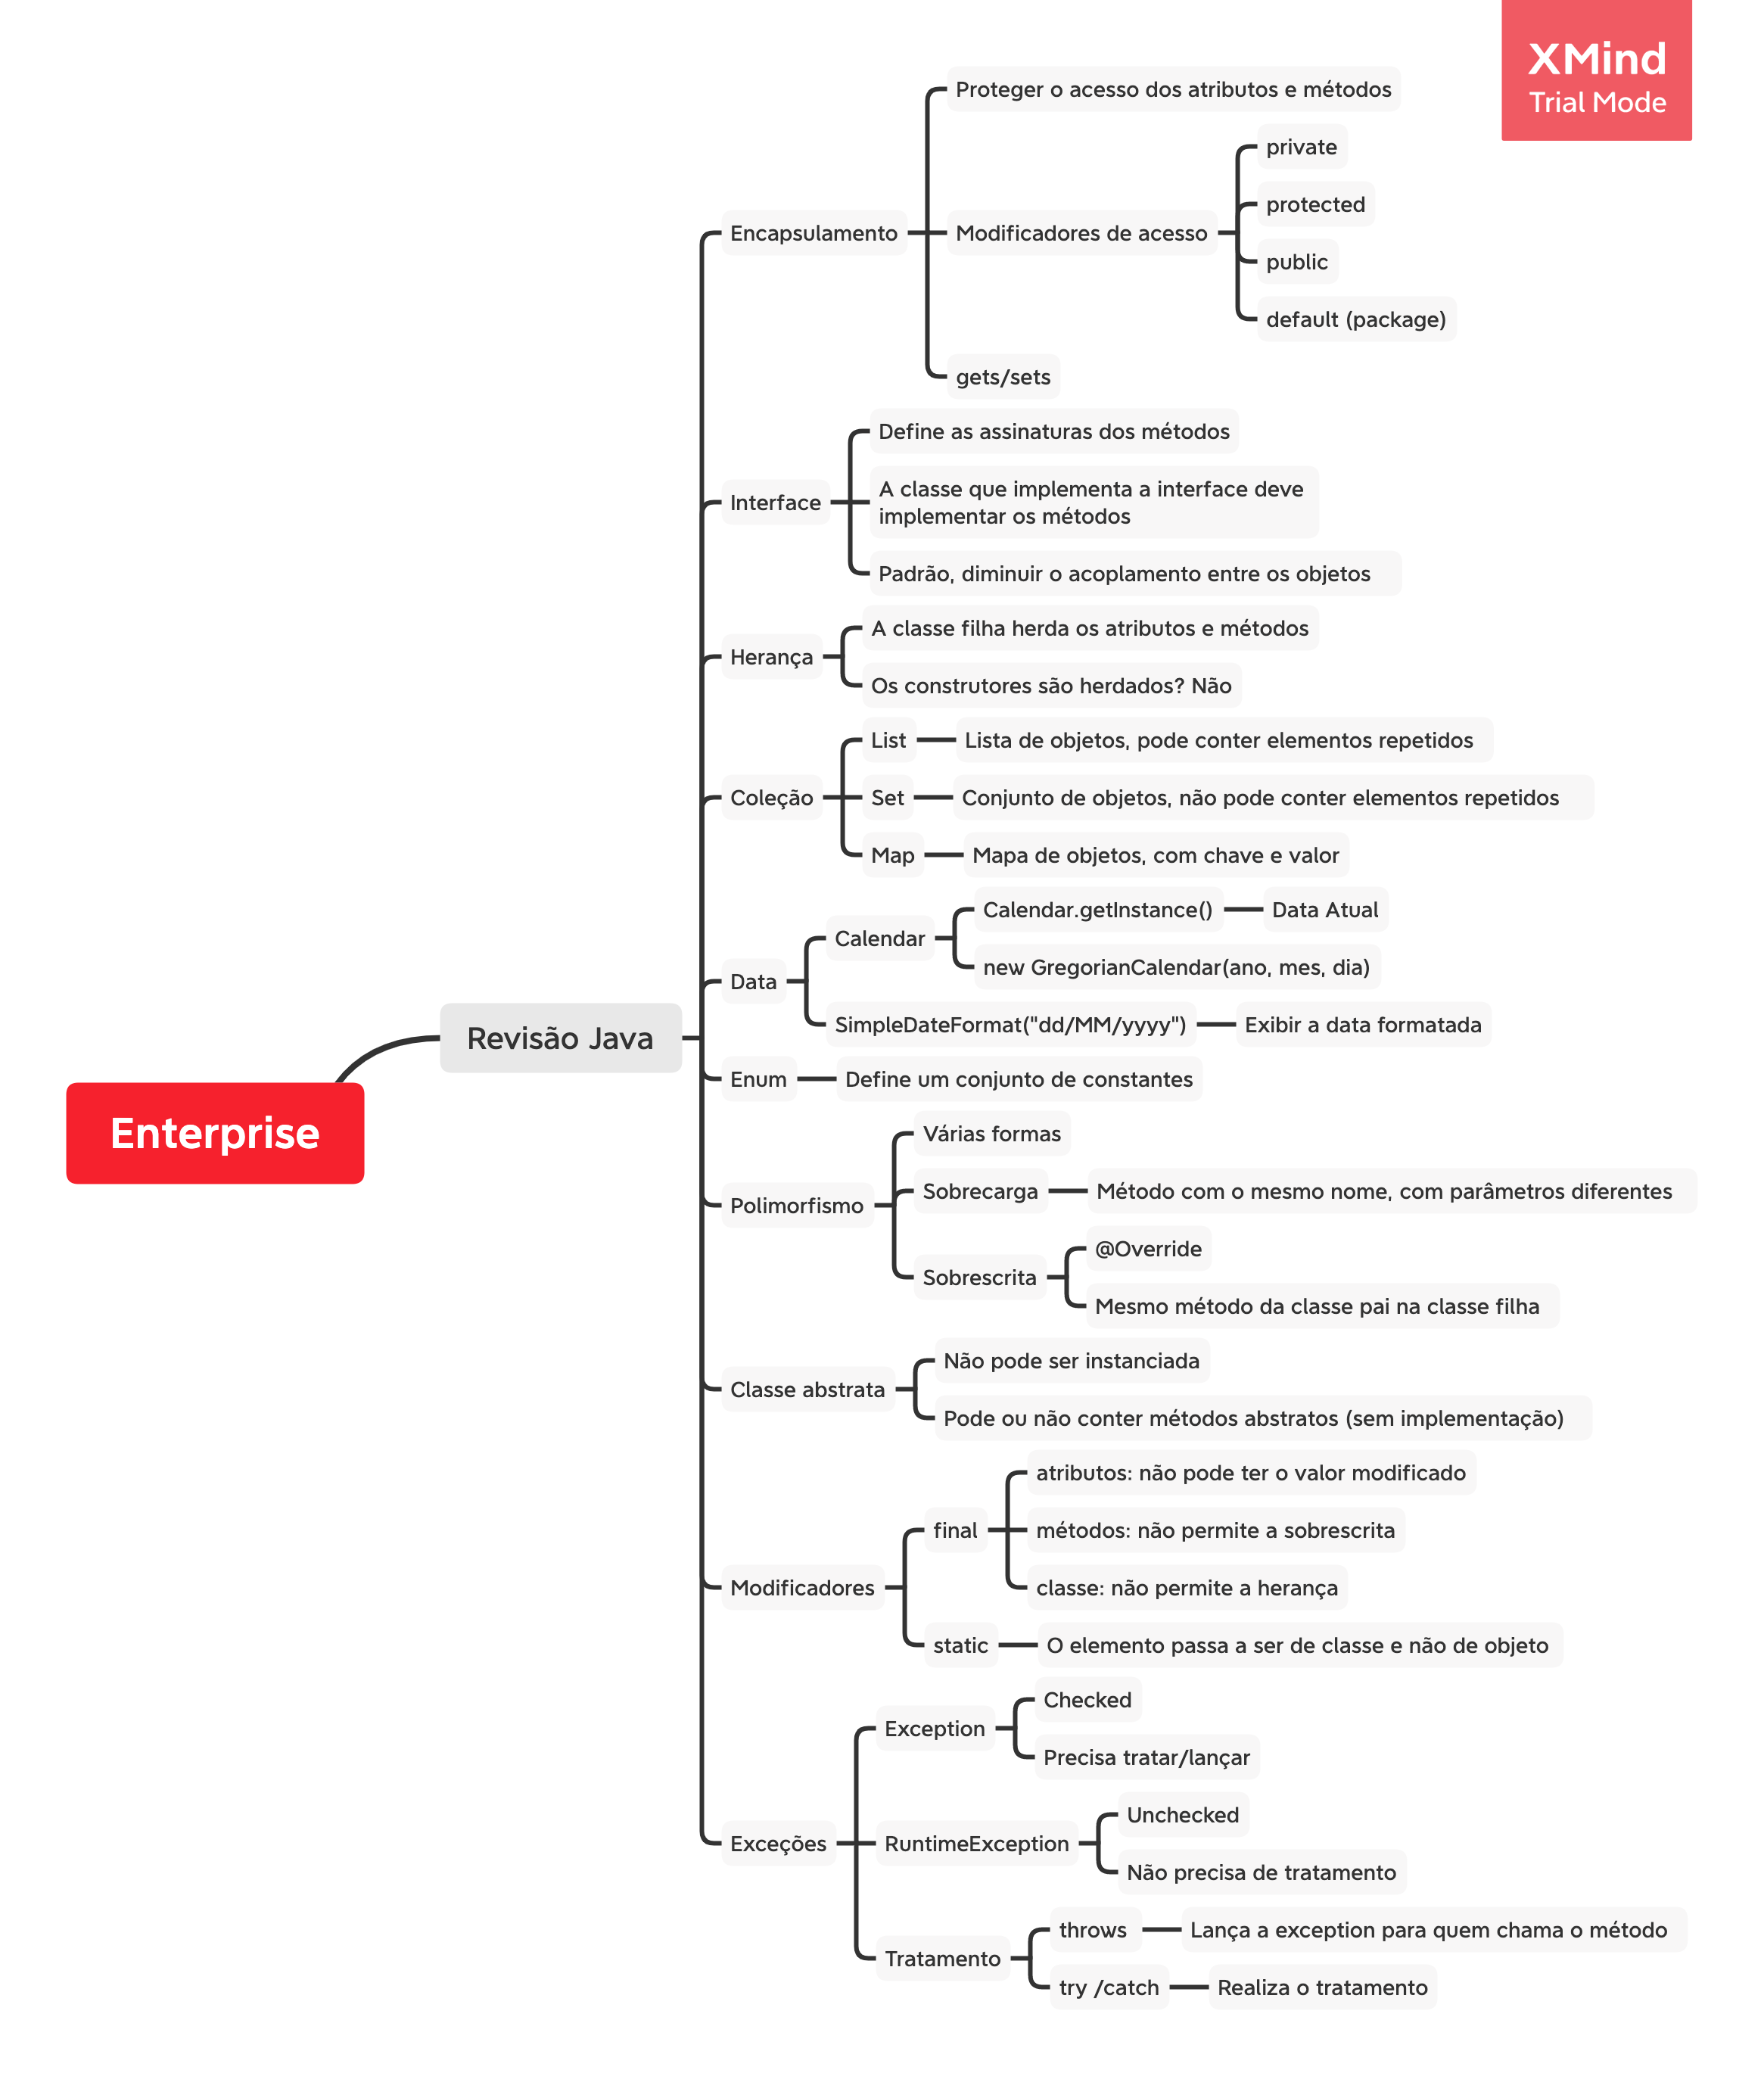 XMind
Trial Mode
Proteger o acesso dos atributos e métodos
private
protected
Encapsulamento
Modificadores de acesso
public
default (package)
gets/sets
Define as assinaturas dos métodos
Interface
A classe que implementa a interface deve
implementar os métodos
Padrão, diminuir o acoplamento entre os objetos
A classe filha herda os atributos e métodos
Herança
Os construtores são herdados? Não
List
Lista de objetos, pode conter elementos repetidos
Coleção
Set
Conjunto de objetos, não pode conter elementos repetidos
Map
Mapa de objetos, com chave e valor
Calendar.getInstance()
Data Atual
Calendar
new GregorianCalendar(ano, mes, dia)
Data
SimpleDateFormat("dd/MM/yyyy")
Exibir a data formatada
Revisão Java
Enum
Define um conjunto de constantes
Enterprise
Várias formas
Sobrecarga
Método com o mesmo nome, com parâmetros diferentes
Polimorfismo
@Override
Sobrescrita
Mesmo método da classe pai na classe filha
Não pode ser instanciada
Classe abstrata
Pode ou não conter métodos abstratos (sem implementação)
atributos: não pode ter o valor modificado
final
métodos: não permite a sobrescrita
Modificadores
classe: não permite a herança
static
O elemento passa a ser de classe e não de objeto
Checked
Exception
Precisa tratar/lançar
Unchecked
Exceções
RuntimeException
Não precisa de tratamento
throws
Lança a exception para quem chama o método
Tratamento
try /catch
Realiza o tratamento